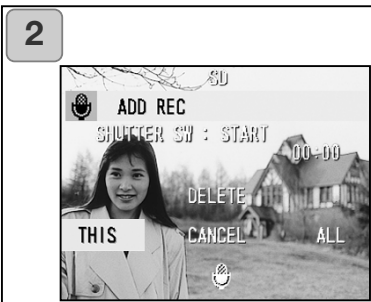 2
SD
ADD REC
SHUTTER SW : START
00:00
DELETE
THIS CANCEL ALL